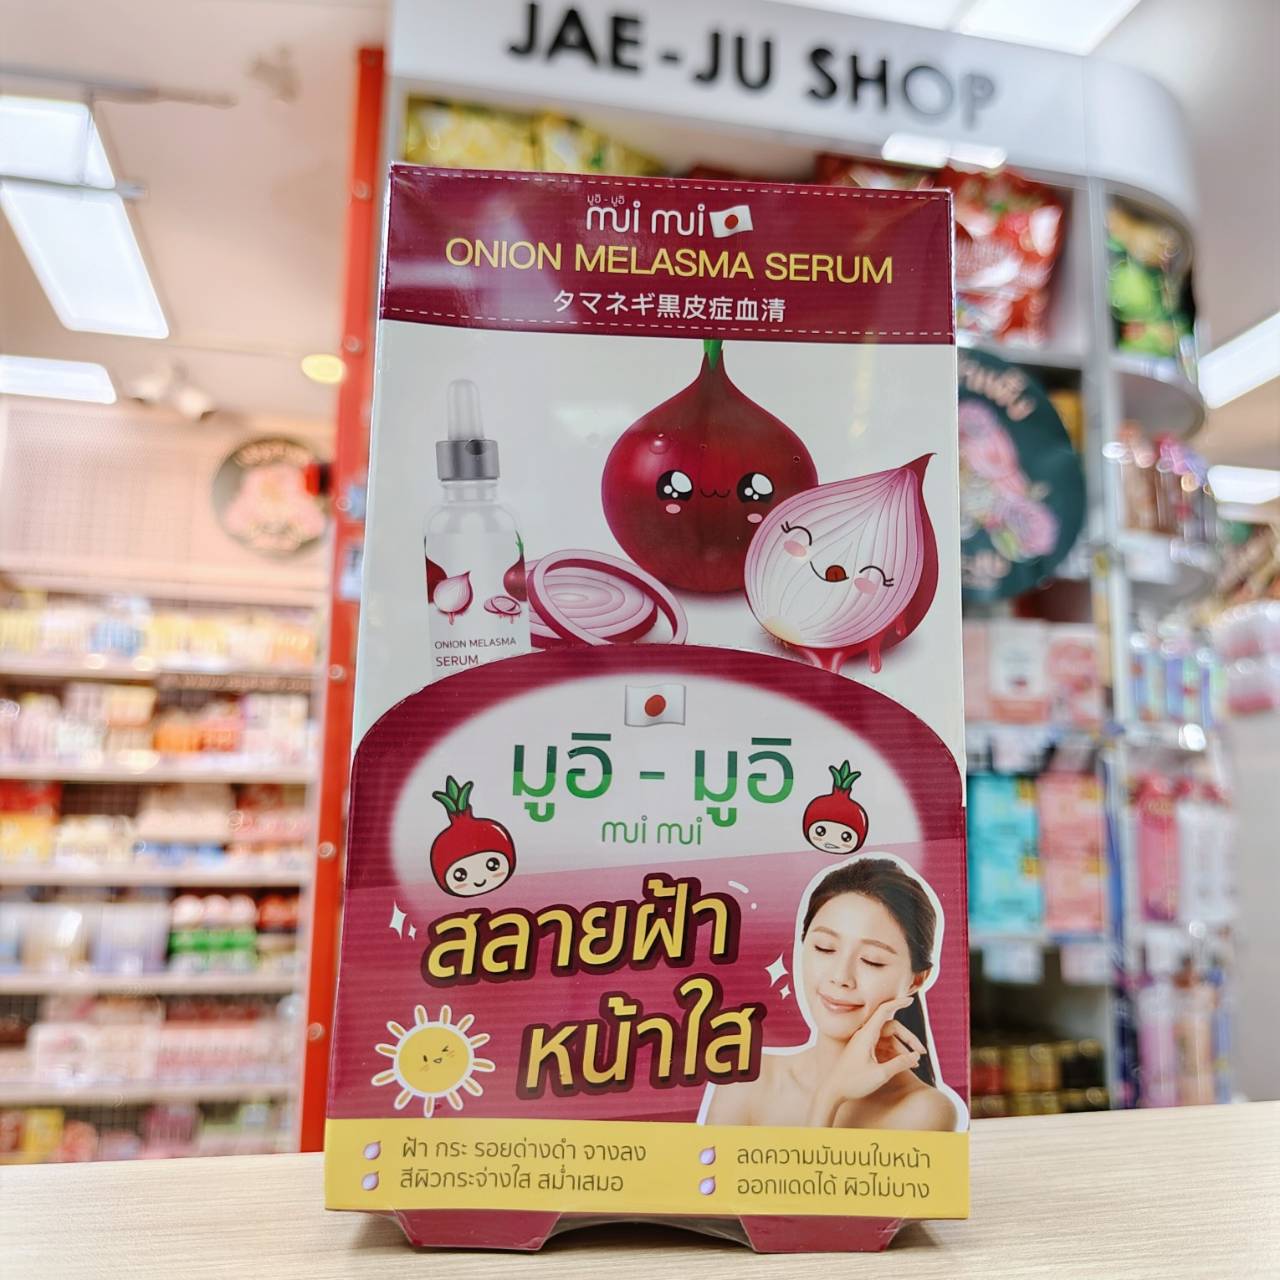 JAE-JU SHOP
มูอิ - มูอิ
mui mui
ONION MELASMA SERUM
タマネギ黒皮症血清
ONION MELASMA
SERUM
มูอิ - มูอิ
mui mui
สลายฝ้า
หน้าใส
ฝ้า กระ รอยด่างดำ จางลง
สีผิวกระจ่างใส สม่ำเสมอ
ลดความมันบนใบหน้า
ออกแดดได้ ผิวไม่บาง